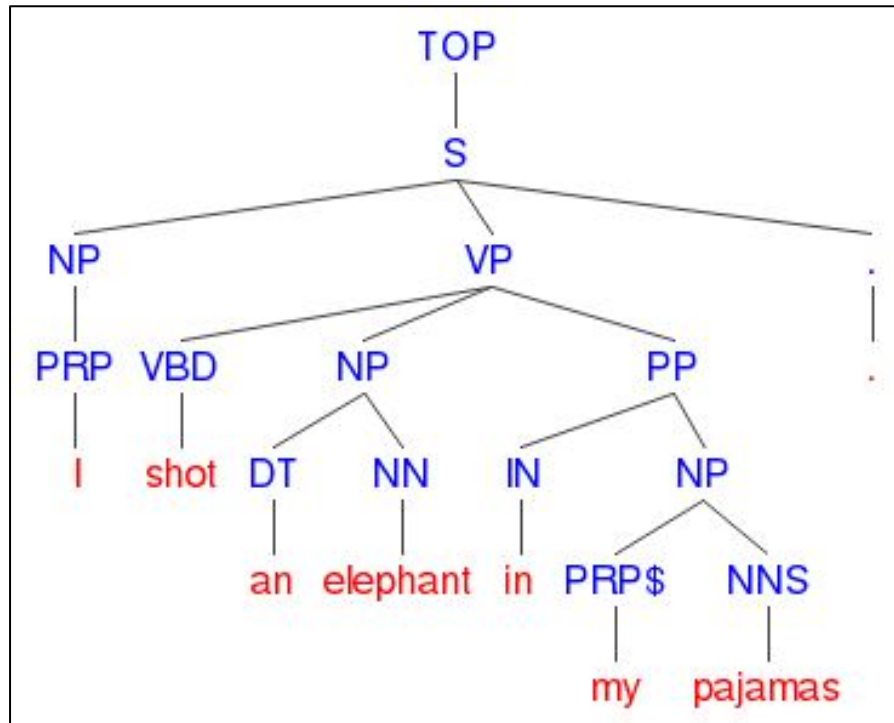 TOP
S
NP VP .
PRP VBD NP PP .
I shot DT NN IN NP
an elephant in PRP$ NNS
my pajamas